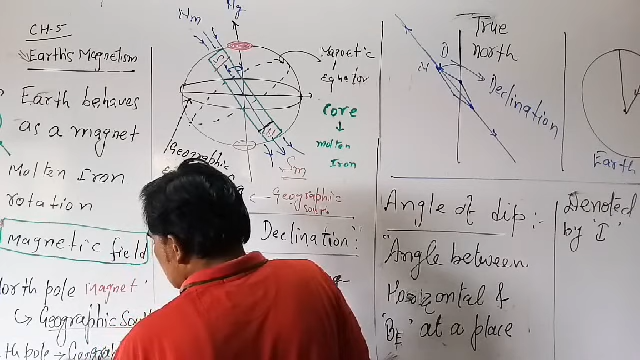 CH-5
Earth's Magnetism
Earth behaves
as a magnet
Molten Iron
rotation
magnetic field
North pole magnet
Geographic South
Nm
Ng
Magnetic
Equator
Core
molten
Iron
Geographic
Sm
Geographic
South
Declination:
True
north
θ
Declination
Earth
Angle of dip:-
Angle between
Horizontal &
"BE" at a place
Denoted
by 'I'